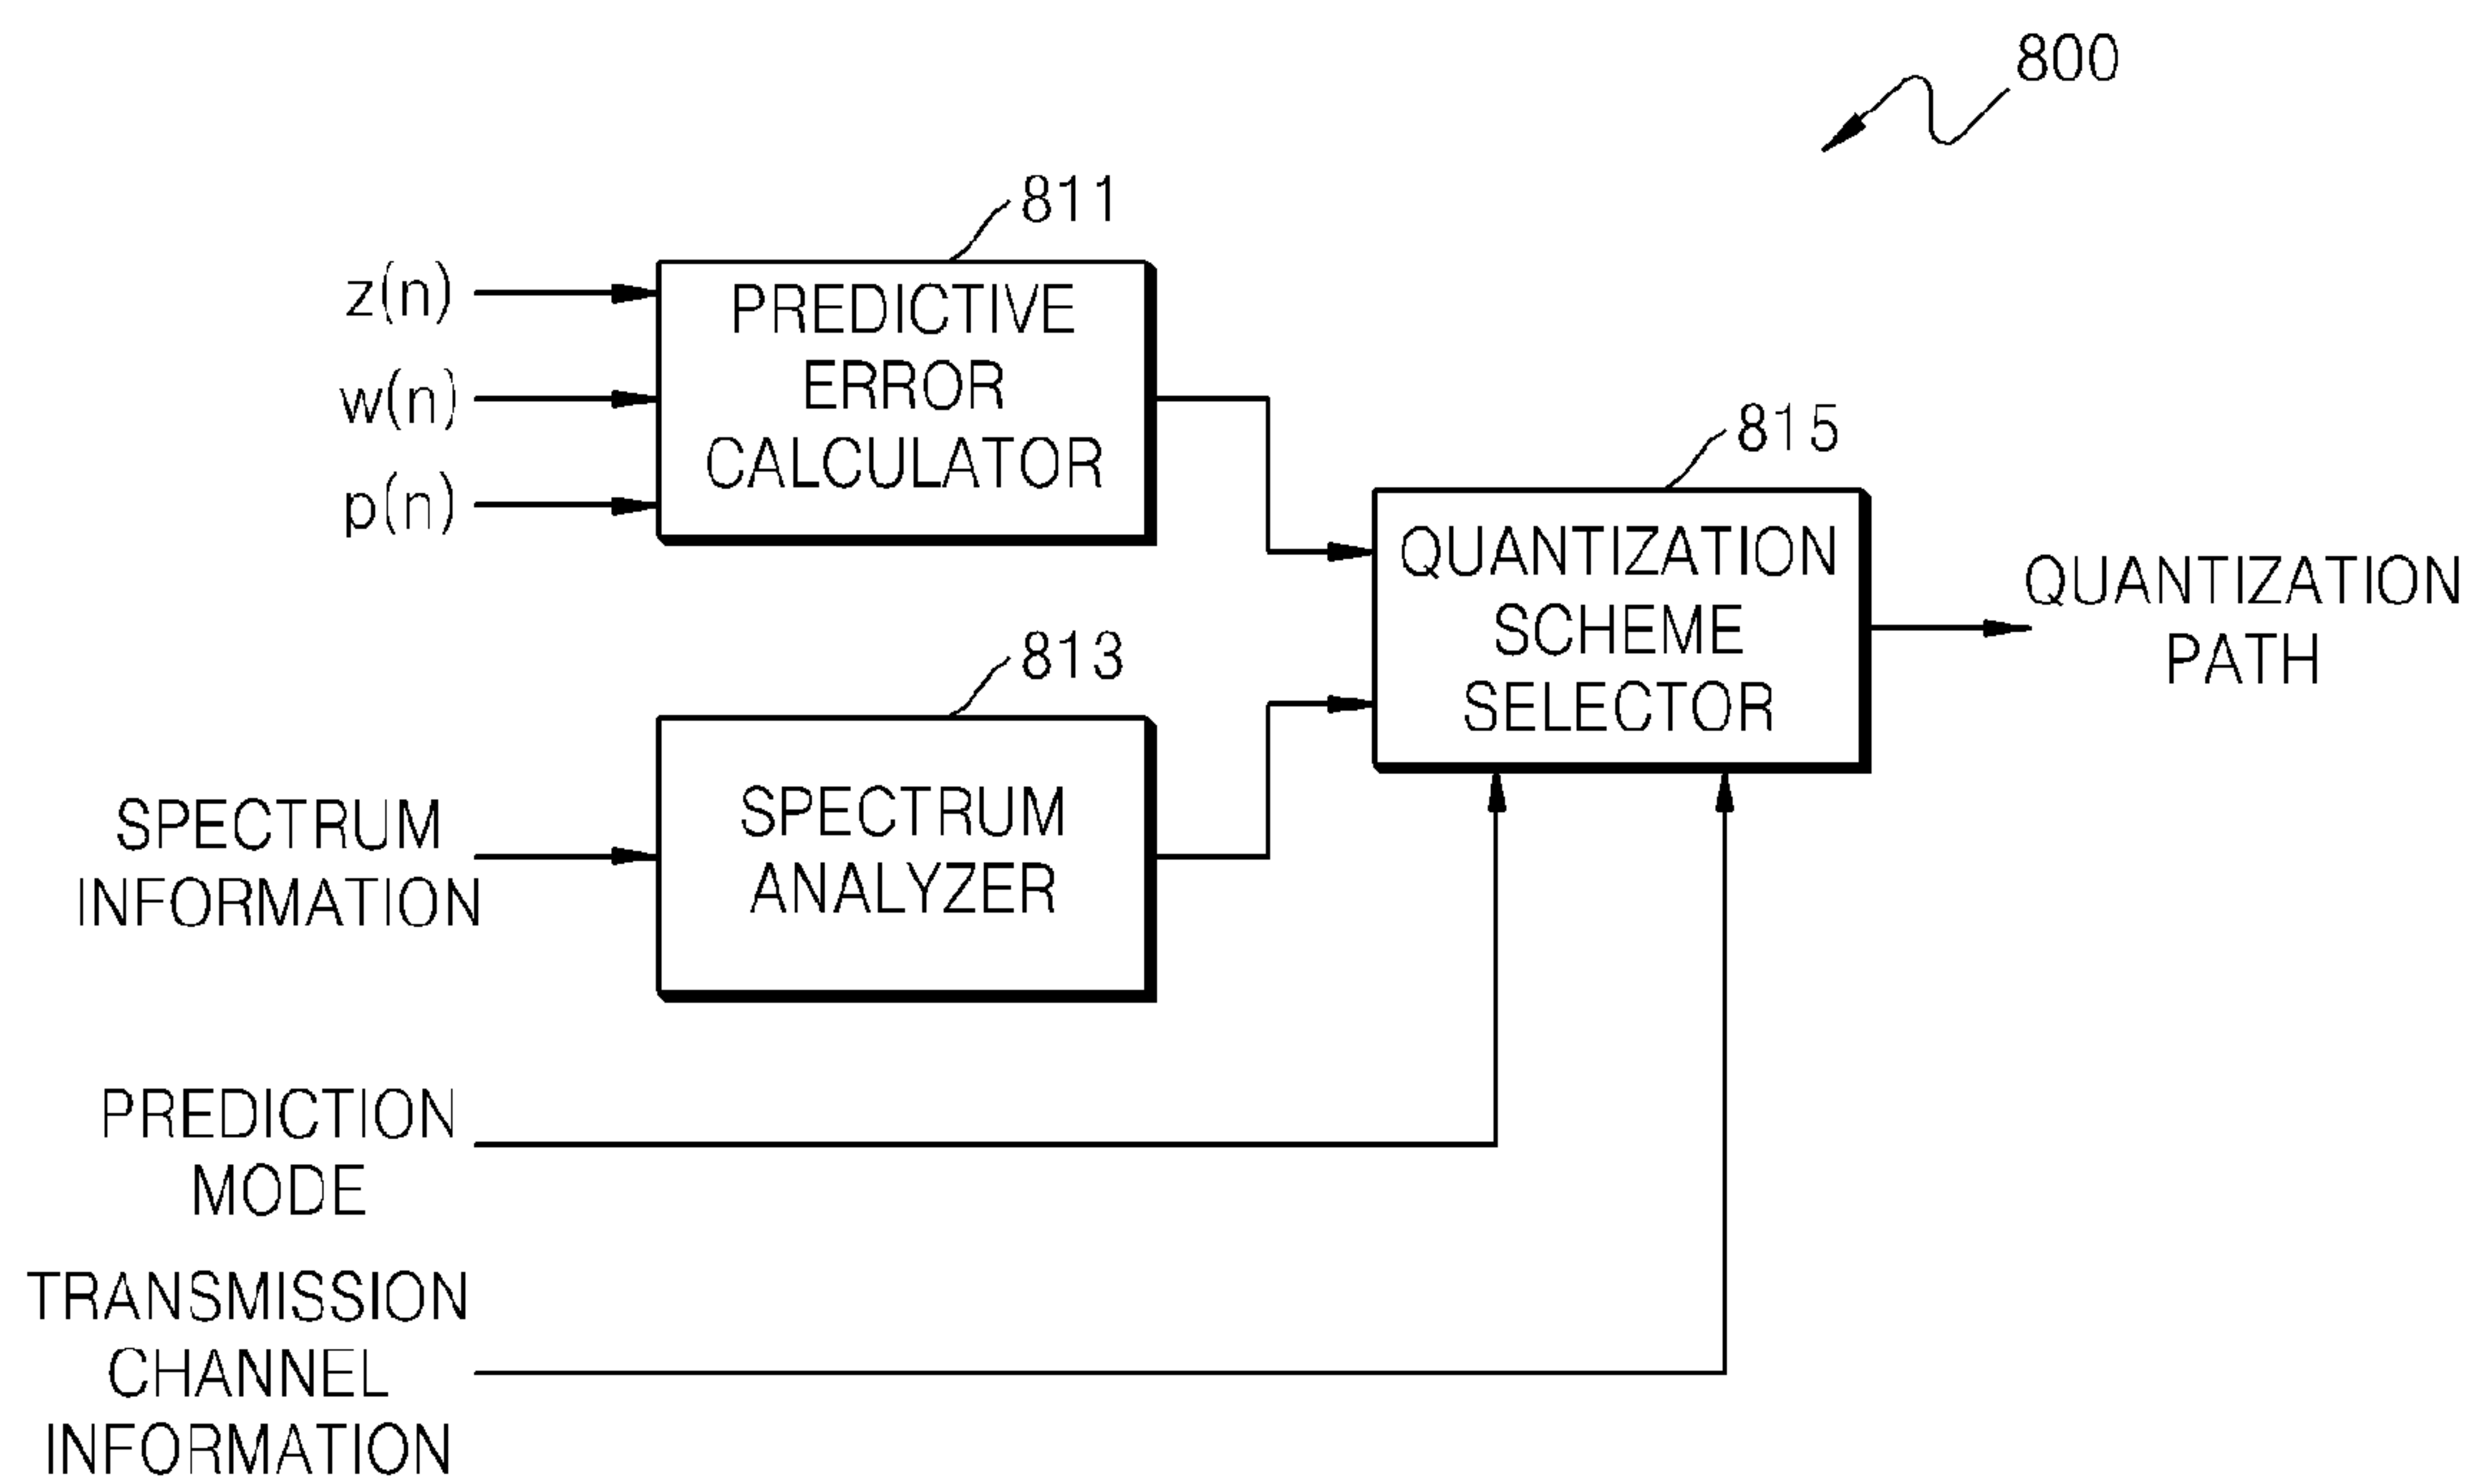 800
811
z(n)
w(n)
p(n)
PREDICTIVE
ERROR
CALCULATOR
815
QUANTIZATION
SCHEME
SELECTOR
QUANTIZATION
PATH
813
SPECTRUM
INFORMATION
SPECTRUM
ANALYZER
PREDICTION
MODE
TRANSMISSION
CHANNEL
INFORMATION